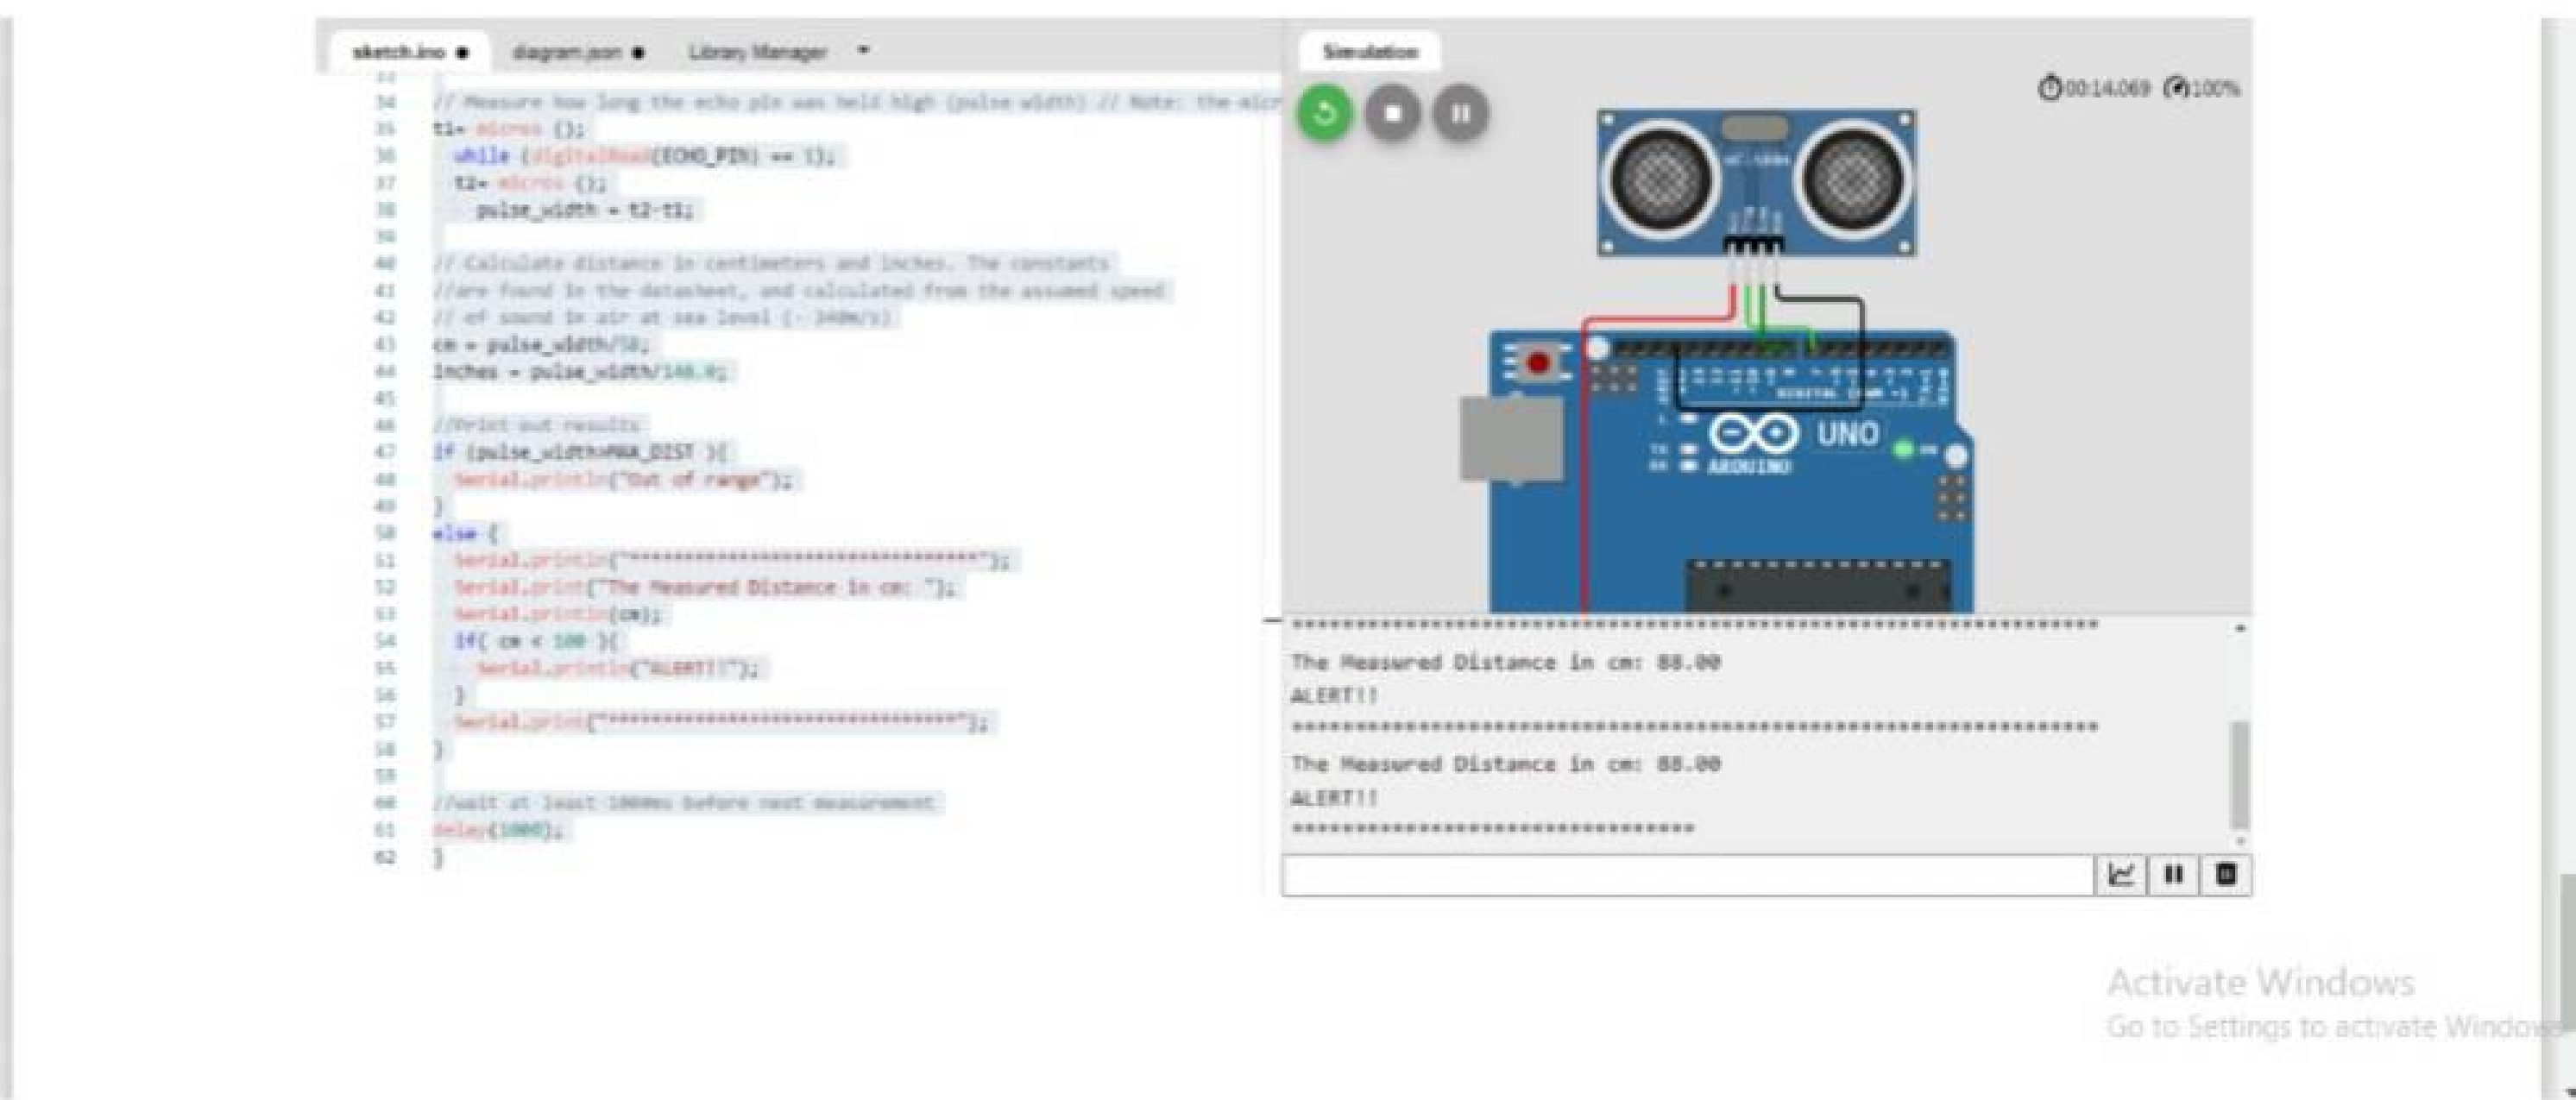 sketch.ino ● diagram.json ● Library Manager
34 // Measure how long the echo pin was held high (pulse width) // Note: the micr
35 t1= micros ();
36 while (digitalRead(ECHO_PIN) == 1);
37 t2= micros ();
38 pulse_width = t2-t1;
39
40 // Calculate distance in centimeters and inches. The constants
41 //are found in the datasheet, and calculated from the assumed speed
42 // of sound in air at sea level (~ 340m/s)
43 cm = pulse_width/58;
44 inches = pulse_width/148.0;
45
46 //Print out results
47 if (pulse_width>MAX_DIST ){
48 Serial.println("Out of range");
49 }
50 else {
51 Serial.println("********************************");
52 Serial.print("The Measured Distance in cm: ");
53 Serial.println(cm);
54 if( cm < 100 ){
55 Serial.println("ALERT!!");
56 }
57 Serial.print("********************************");
58 }
59
60 //wait at least 1000ms before next measurement
61 delay(1000);
62 }
Simulation
00:14.069 100%
HC-SR04
DIGITAL
UNO
ARDUINO
TX
ON
****************************************************************
The Measured Distance in cm: 88.00
ALERT!!
****************************************************************
The Measured Distance in cm: 88.00
ALERT!!
********************************
Activate Windows
Go to Settings to activate Windows